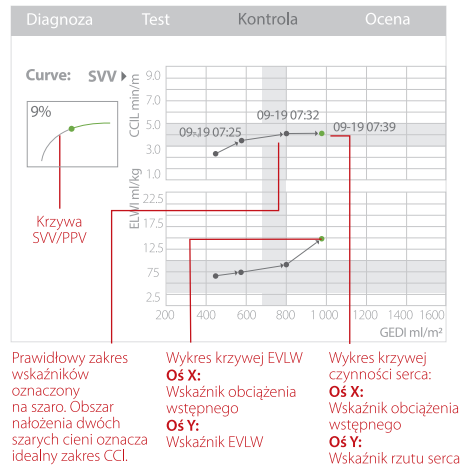 Diagnoza Test Kontrola Ocena
Curve: SVV
9%
CCIL min/m
9.0
7.0
5.0
3.0
1.0
09-19 07:25
09-19 07:32
09-19 07:39
ELWI ml/kg
22.5
17.5
12.5
75
2.5
200 400 600 800 1 000 1200 1400 1600
GEDI ml/m²
Krzywa
SVV/PPV
Prawidłowy zakres
wskaźników
oznaczony
na szaro. Obszar
nałożenia dwóch
szarych cieni oznacza
idealny zakres CCl.
Wykres krzywej EVLW
Oś X:
Wskaźnik obciążenia
wstępnego
Oś Y:
Wskaźnik EVLW
Wykres krzywej
czynności serca:
Oś X:
Wskaźnik obciążenia
wstępnego
Oś Y:
Wskaźnik rzutu serca